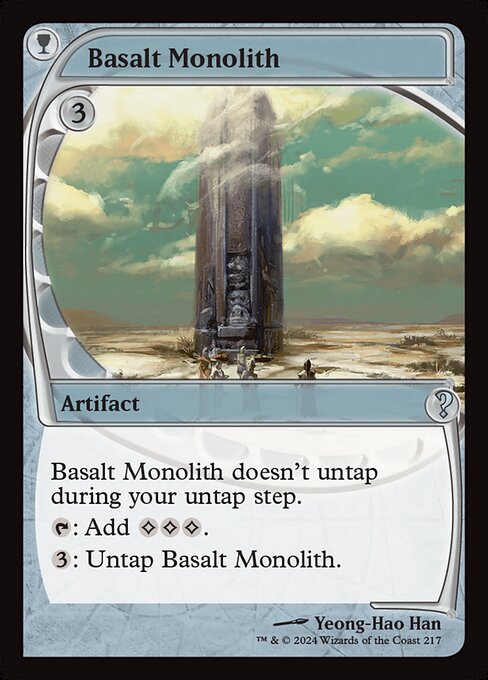 Basalt Monolith
3
Artifact
Basalt Monolith doesn't untap
during your untap step.
: Add .
3: Untap Basalt Monolith.
Yeong-Hao Han
™ & © 2024 Wizards of the Coast 217